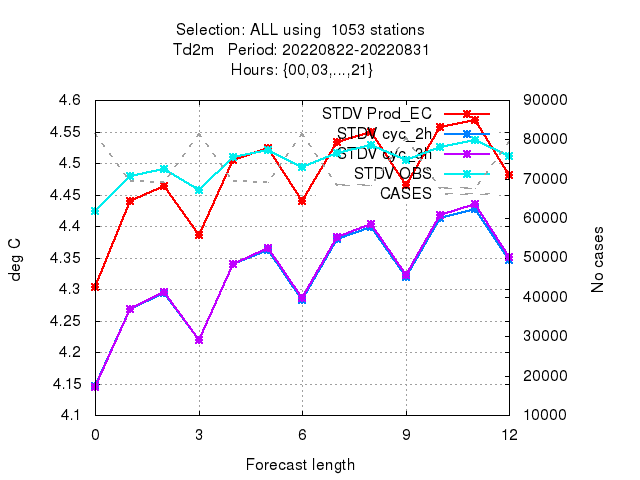 Selection: ALL using 1053 stations
Td2m Period: 20220822-20220831
Hours: {00,03,...,21}
4.6
4.55
4.5
4.45
4.4
4.35
4.3
4.25
4.2
4.15
4.1
90000
80000
70000
60000
50000
40000
30000
20000
10000
STDV Prod_EC
STDV cyc_2h
STDV cyc_3h
STDV OBS
CASES
deg C
No cases
0 3 6 9 12
Forecast length